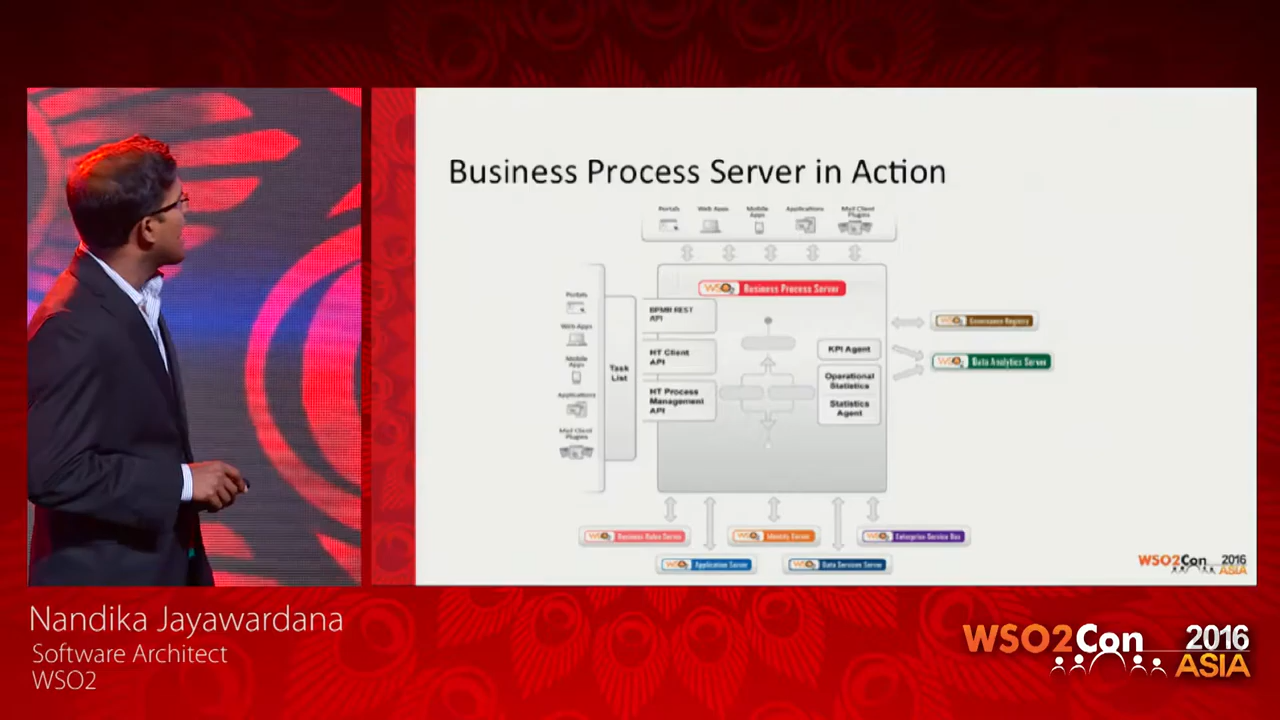 Business Process Server in Action
Portals
Web Apps
Mobile
Apps
Applications
Mail Client
Plugins
WSO2 Business Process Server
Portals
Web Apps
Mobile
Apps
Applications
Mail Client
Plugins
Task
List
BPMN REST
API
HT Client
API
HT Process
Management
API
KPI Agent
Operational
Statistics
Statistics
Agent
WSO2 Governance Registry
WSO2 Data Analytics Server
WSO2 Business Rules Server
WSO2 Identity Server
WSO2 Enterprise Service Bus
WSO2 Application Server
WSO2 Data Services Server
WSO2Con 2016
ASIA
Nandika Jayawardana
Software Architect
WSO2
WSO2Con 2016
ASIA